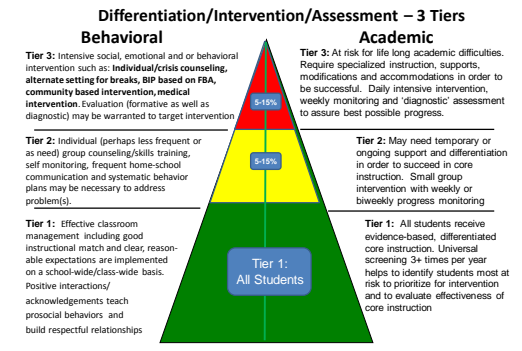 Differentiation/Intervention/Assessment – 3 Tiers
Behavioral
Academic
Tier 3: Intensive social, emotional and or behavioral
intervention such as: Individual/crisis counseling,
alternate setting for breaks, BIP based on FBA,
community based intervention, medical
intervention. Evaluation (formative as well as
diagnostic) may be warranted to target intervention
Tier 3: At risk for life long academic difficulties.
Require specialized instruction, supports,
modifications and accommodations in order to
be successful. Daily intensive intervention,
weekly monitoring and 'diagnostic' assessment
to assure best possible progress.
5-15%
Tier 2: Individual (perhaps less frequent or
as need) group counseling/skills training,
self monitoring, frequent home-school
communication and systematic behavior
plans may be necessary to address
problem(s).
5-15%
Tier 2: May need temporary or
ongoing support and differentiation
in order to succeed in core
instruction. Small group
intervention with weekly or
biweekly progress monitoring
Tier 1: Effective classroom
management including good
instructional match and clear, reason-
able expectations are implemented
on a school-wide/class-wide basis.
Positive interactions/
acknowledgements teach
prosocial behaviors and
build respectful relationships
Tier 1:
All Students
Tier 1: All students receive
evidence-based, differentiated
core instruction. Universal
screening 3+ times per year
helps to identify students most at
risk to prioritize for intervention
and to evaluate effectiveness of
core instruction